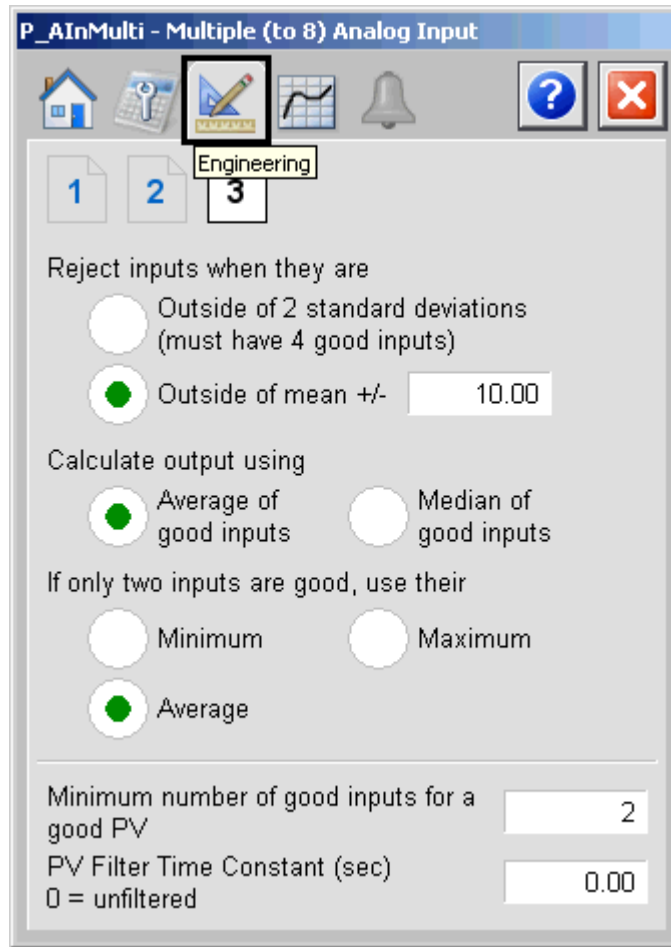 P_AInMulti - Multiple (to 8) Analog Input
?
Engineering
1 2 3
Reject inputs when they are
Outside of 2 standard deviations
(must have 4 good inputs)
Outside of mean +/- 10.00
Calculate output using
Average of
good inputs
Median of
good inputs
If only two inputs are good, use their
Minimum
Maximum
Average
Minimum number of good inputs for a
good PV
2
PV Filter Time Constant (sec)
0 = unfiltered
0.00